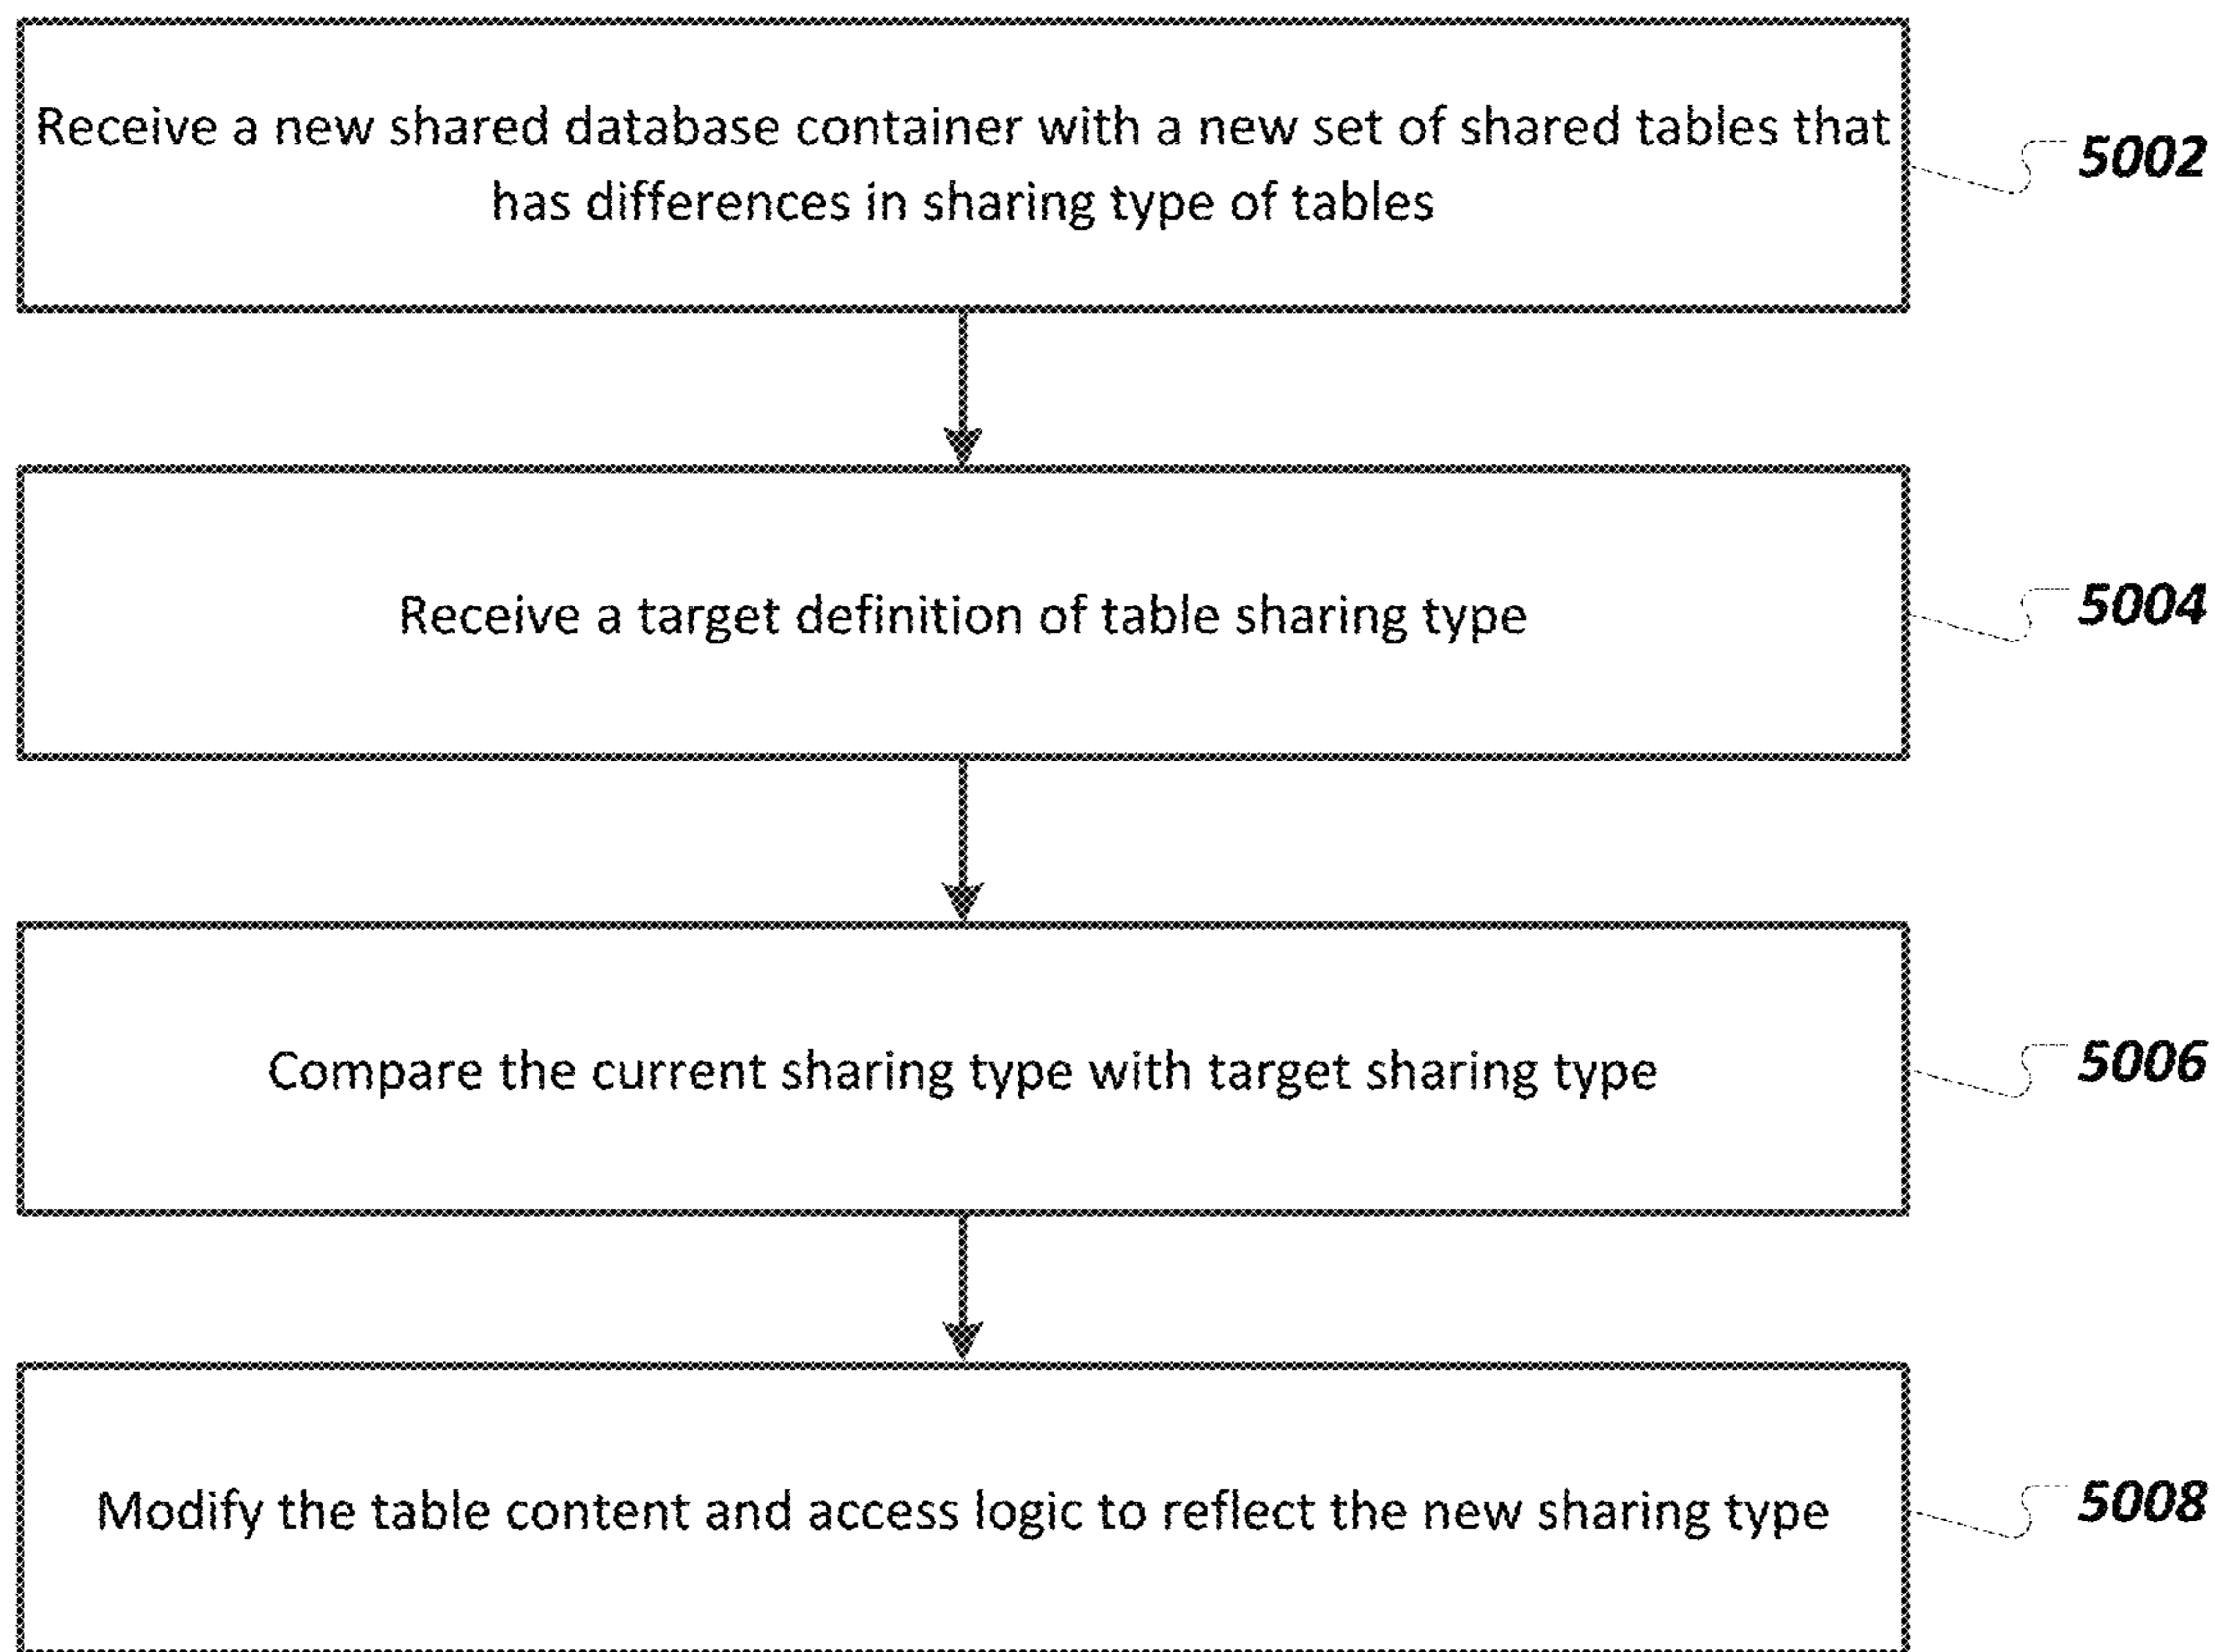 Receive a new shared database container with a new set of shared tables that
has differences in sharing type of tables
5002
Receive a target definition of table sharing type
5004
Compare the current sharing type with target sharing type
5006
Modify the table content and access logic to reflect the new sharing type
5008